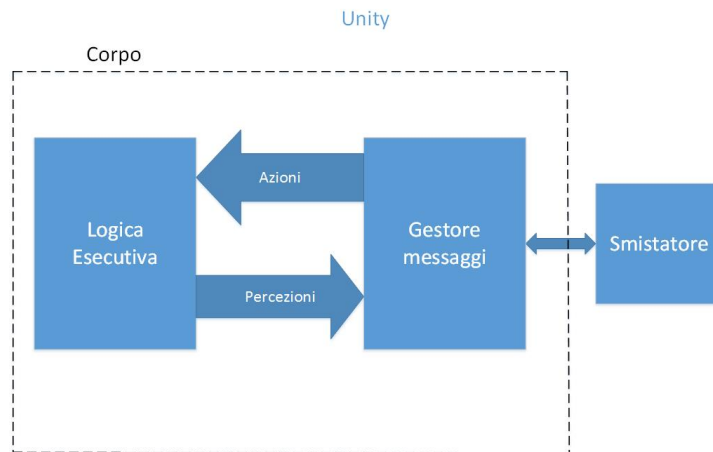 Unity
Corpo
Azioni
Logica
Esecutiva
Gestore
messaggi
Smistatore
Percezioni